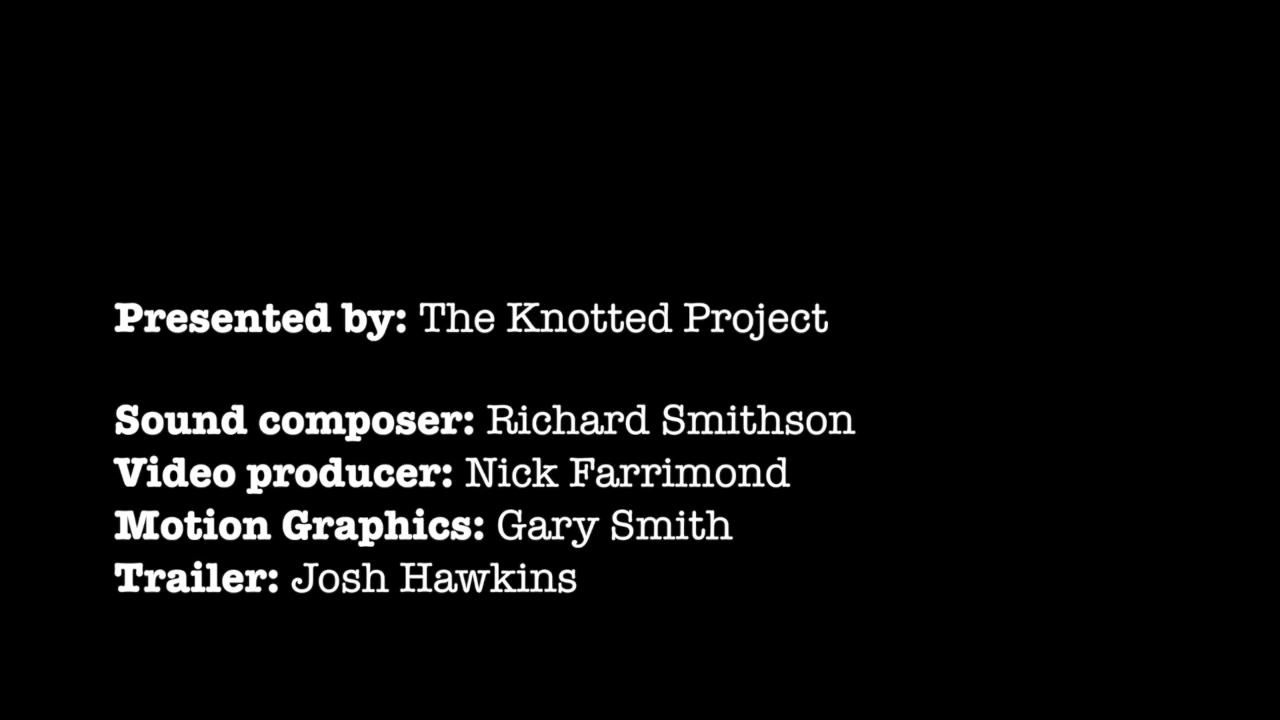 Presented by: The Knotted Project
Sound composer: Richard Smithson
Video producer: Nick Farrimond
Motion Graphics: Gary Smith
Trailer: Josh Hawkins